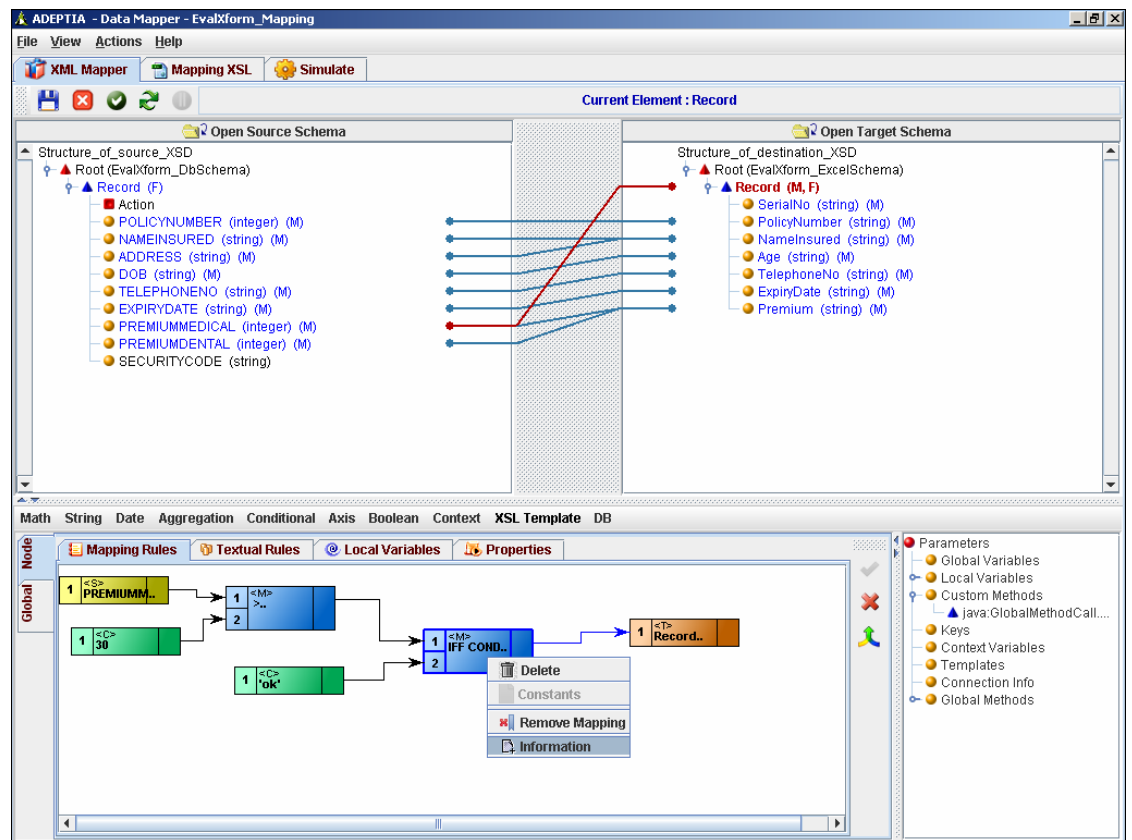 ADEPTIA - Data Mapper - EvalXform_Mapping
File View Actions Help
XML Mapper Mapping XSL Simulate
Current Element : Record
Open Source Schema Open Target Schema
Structure_of_source_XSD
Root (EvalXform_DbSchema)
Record (F)
Action
POLICYNUMBER (integer) (M)
NAMEINSURED (string) (M)
ADDRESS (string) (M)
DOB (string) (M)
TELEPHONENO (string) (M)
EXPIRYDATE (string) (M)
PREMIUMMEDICAL (integer) (M)
PREMIUMDENTAL (integer) (M)
SECURITYCODE (string)
Structure_of_destination_XSD
Root (EvalXform_ExcelSchema)
Record (M, F)
SerialNo (string) (M)
PolicyNumber (string) (M)
NameInsured (string) (M)
Age (string) (M)
TelephoneNo (string) (M)
ExpiryDate (string) (M)
Premium (string) (M)
Math String Date Aggregation Conditional Axis Boolean Context XSL Template DB
Node
Global
Mapping Rules Textual Rules Local Variables Properties
1 <S> PREMIUMM..
1 <C> 30
1 <M> >..
2
1 <C> 'ok'
1 <M> IFF COND..
2
1 <T> Record..
Delete
Constants
Remove Mapping
Information
Parameters
Global Variables
Local Variables
Custom Methods
java:GlobalMethodCall....
Keys
Context Variables
Templates
Connection Info
Global Methods